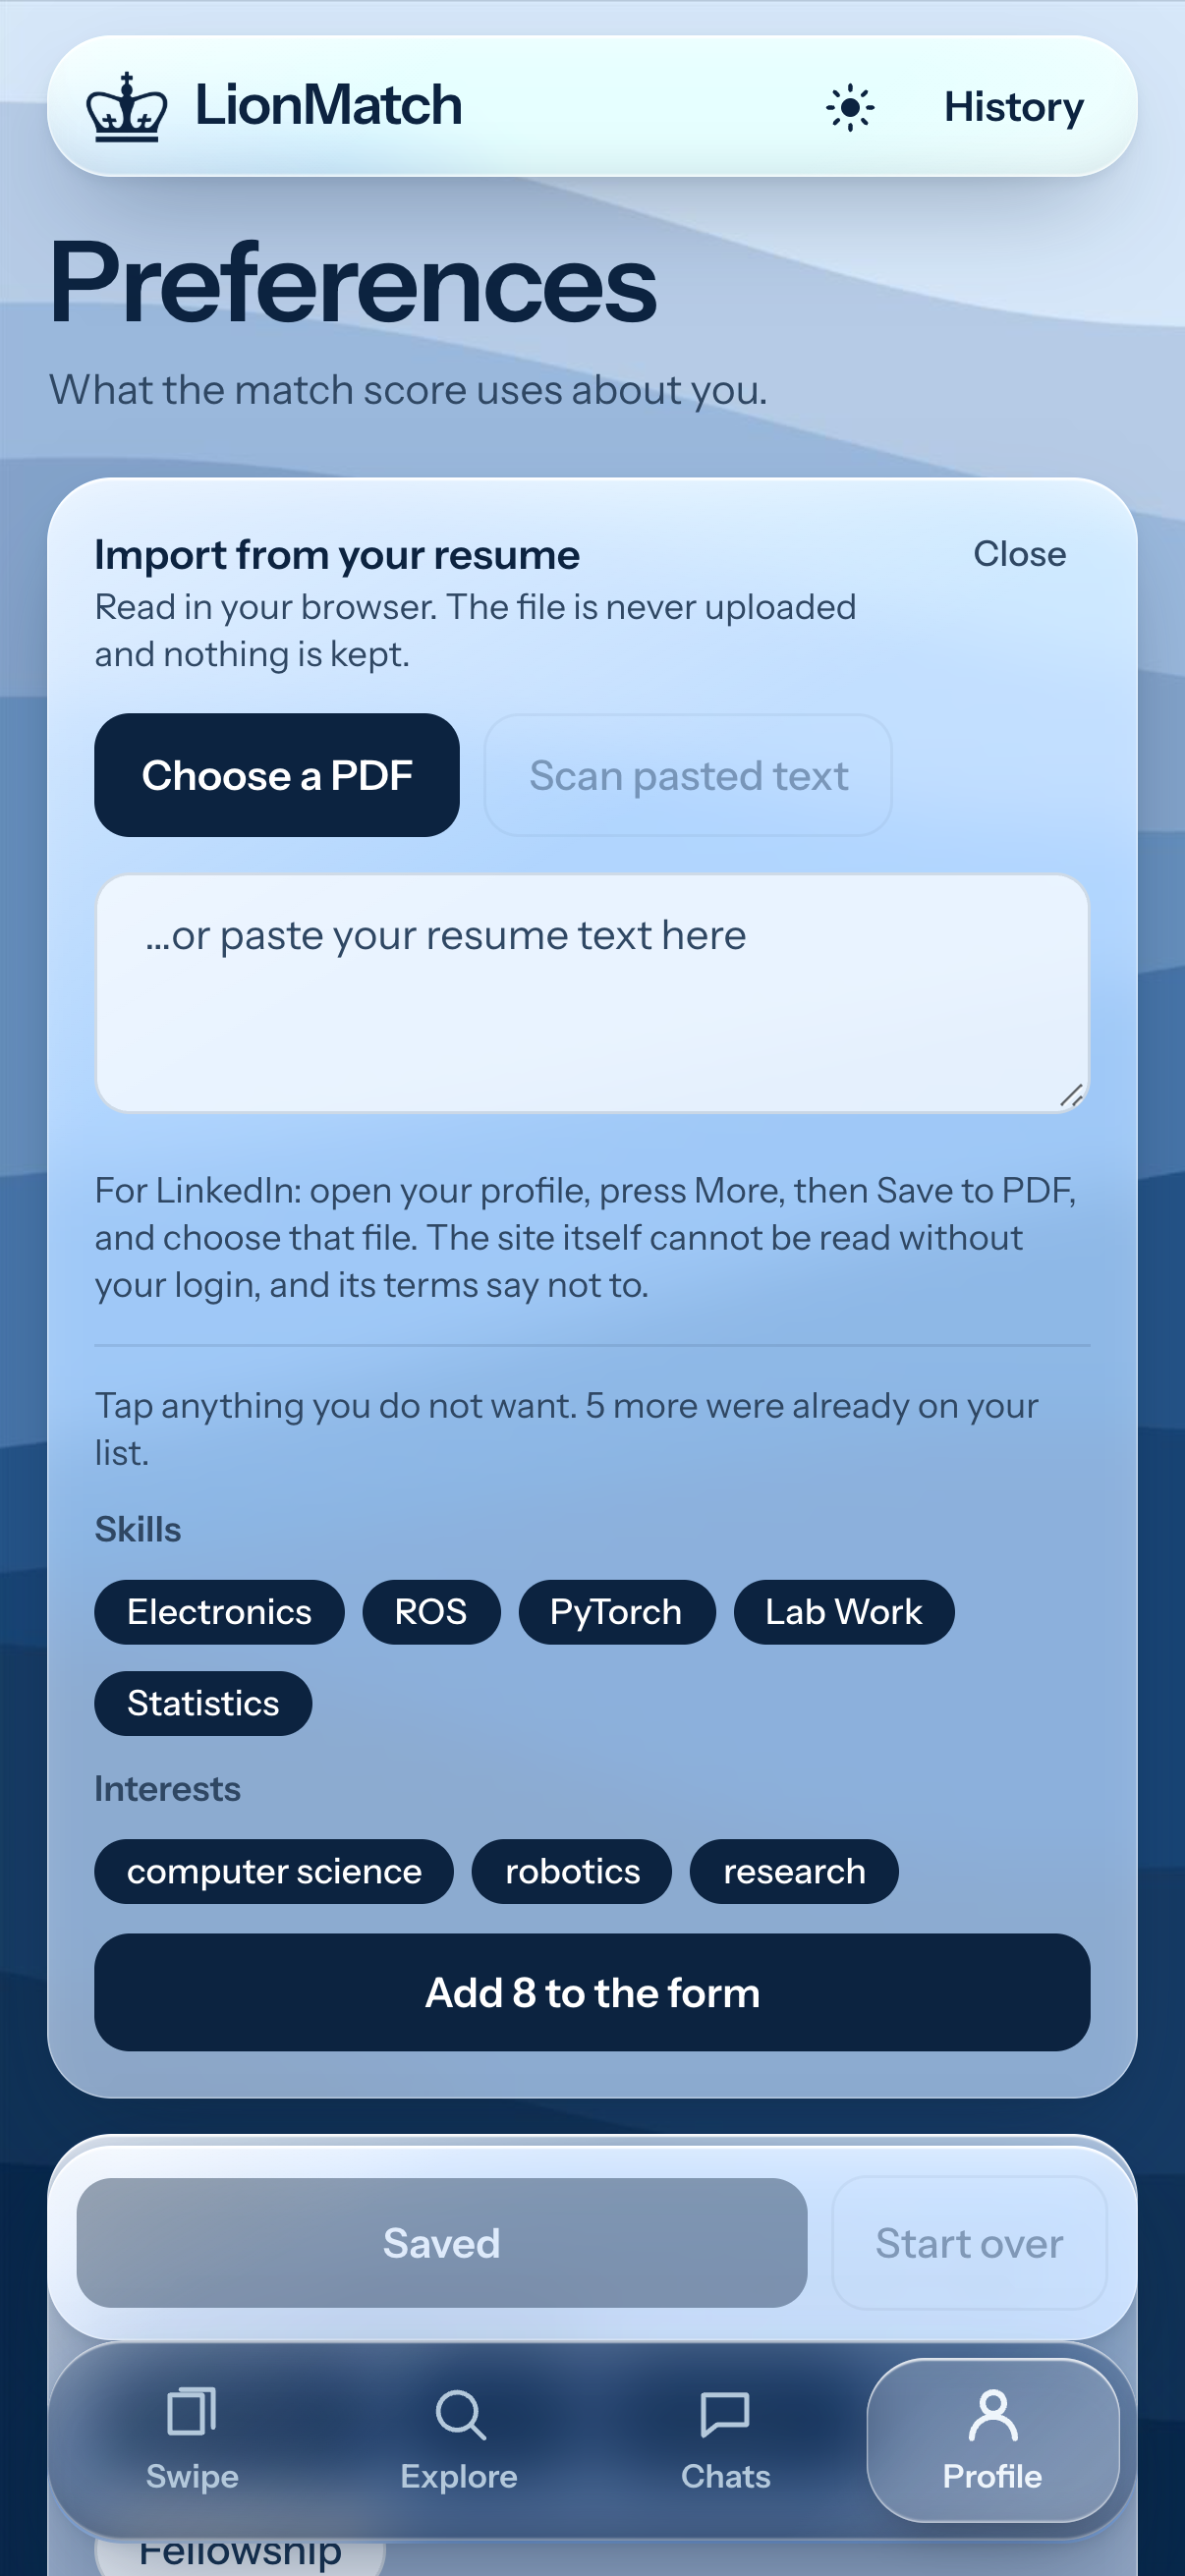 LionMatch
History
Preferences
What the match score uses about you.
Import from your resume
Close
Read in your browser. The file is never uploaded
and nothing is kept.
Choose a PDF
Scan pasted text
...or paste your resume text here
For LinkedIn: open your profile, press More, then Save to PDF,
and choose that file. The site itself cannot be read without
your login, and its terms say not to.
Tap anything you do not want. 5 more were already on your
list.
Skills
Electronics
ROS
PyTorch
Lab Work
Statistics
Interests
computer science
robotics
research
Add 8 to the form
Saved
Start over
Swipe
Explore
Chats
Profile
Fellowship